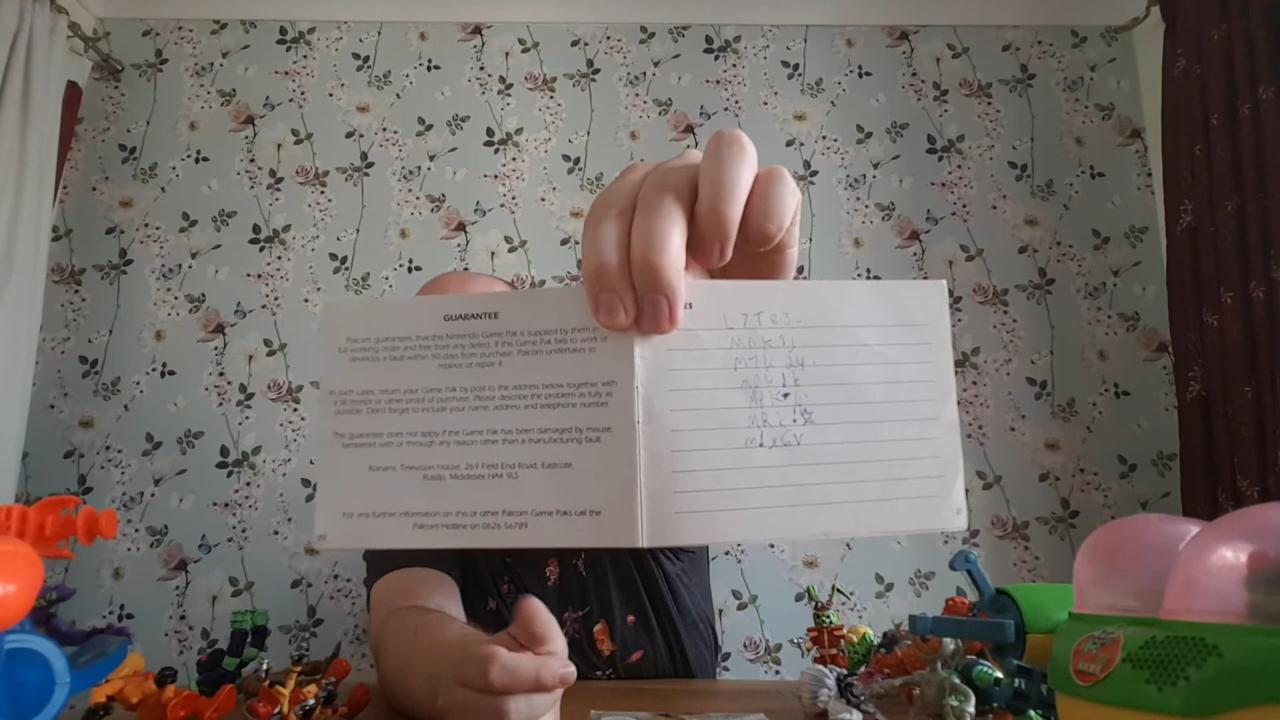 GUARANTEE
Palcom guarantees that this Nintendo Game Pak is supplied by them in
full working order and free from any defect. If this Game Pak fails to work or
develops a fault within 90 days from purchase, Palcom undertakes to
replace or repair it.
In such cases, return your Game Pak by post to the address below together with
a till receipt or other proof of purchase. Please describe the problem as fully as
possible. Don't forget to include your name, address and telephone number.
This guarantee does not apply if the Game Pak has been damaged by misuse,
tampered with or through any reason other than a manufacturing fault.
Konami, Television House, 269 Field End Road, Eastcote,
Ruislip, Middlesex HA4 9LS
For any further information on this or other Palcom Game Paks call the
Palcom Hotline on 0626 56789